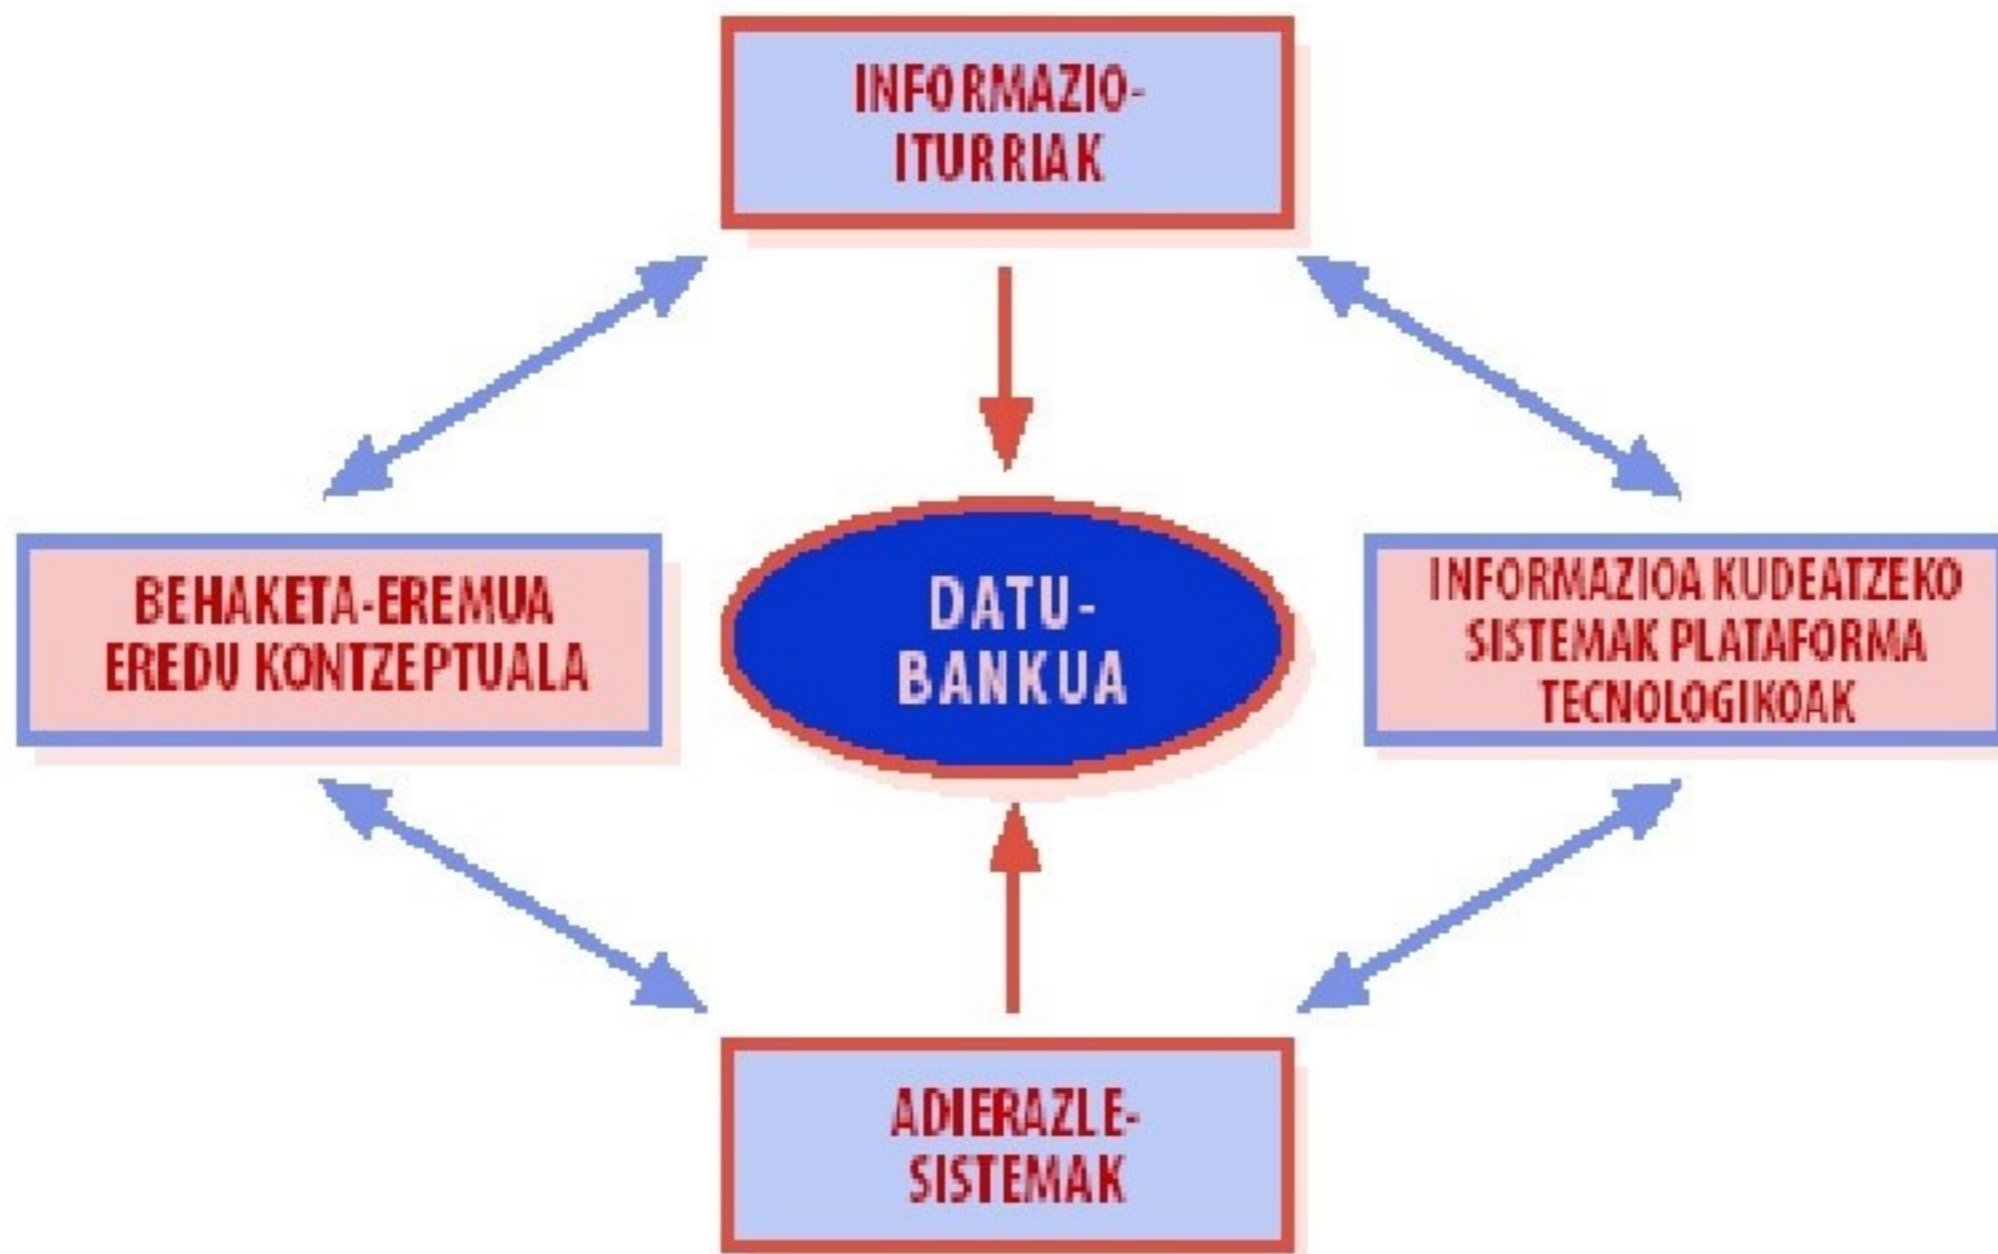 INFORMAZIO-
ITURRIAK
BEHAKETA-EREMUA
EREDU KONTZEPTUALA
DATU-
BANKUA
INFORMAZIOA KUDEATZEKO
SISTEMAK PLATAFORMA
TECNOLOGIKOAK
ADIERAZLE-
SISTEMAK